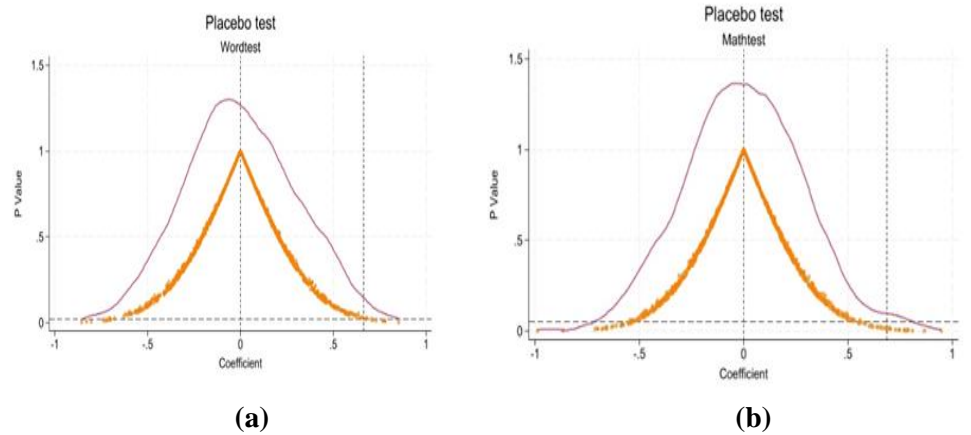 Placebo test
Wordtest
1.5
1
.5
0
P Value
-1
-.5
0
.5
1
Coefficient
(a)
Placebo test
Mathtest
1.5
1
.5
0
P Value
-1
-.5
0
.5
1
Coefficient
(b)